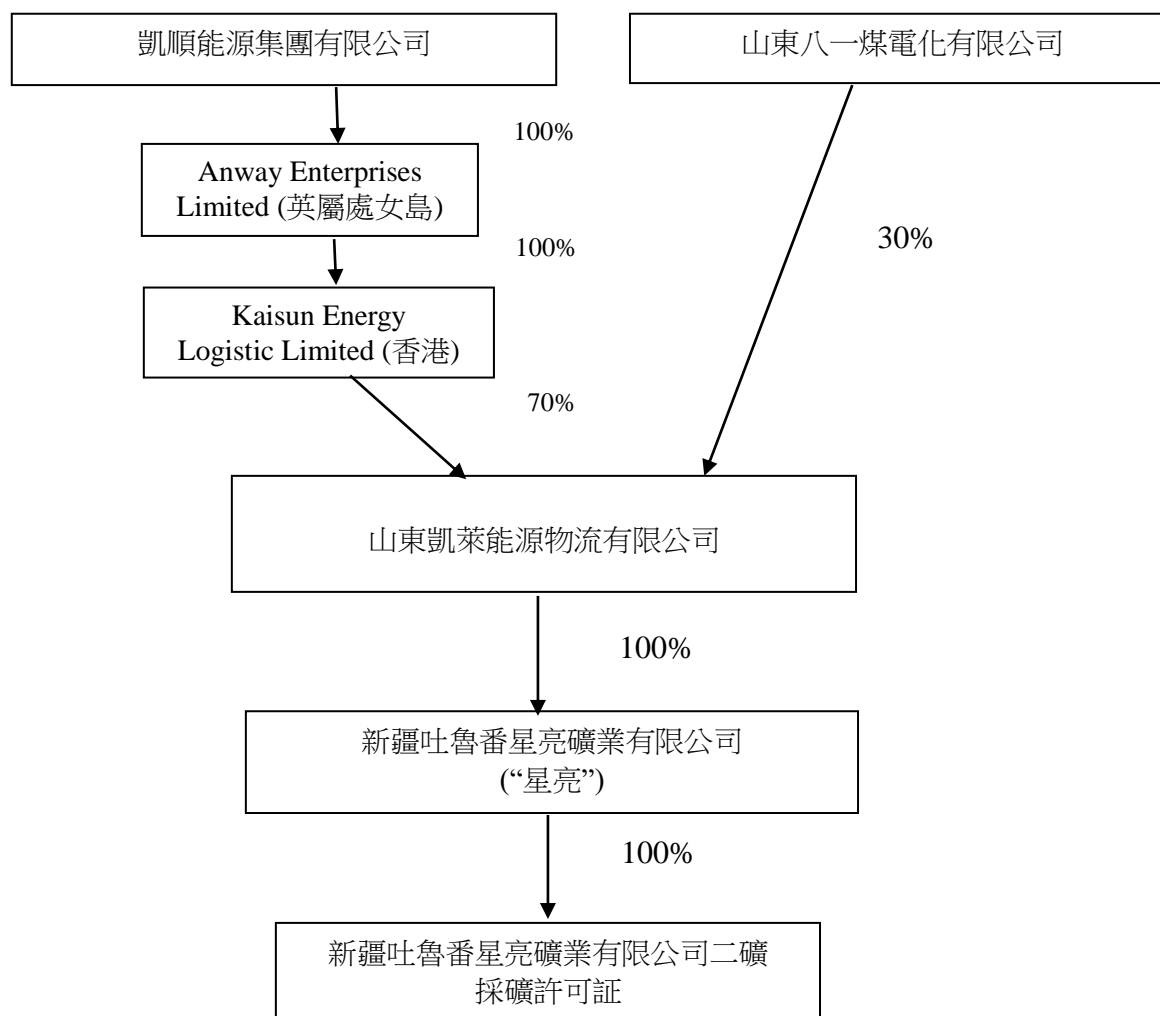 凱順能源集團有限公司
山東八一煤電化有限公司
100%
Anway Enterprises
Limited (英屬處女島)
100%
30%
Kaisun Energy
Logistic Limited (香港)
70%
山東凱萊能源物流有限公司
100%
新疆吐魯番星亮礦業有限公司
(“星亮”)
100%
新疆吐魯番星亮礦業有限公司二礦
採礦許可証